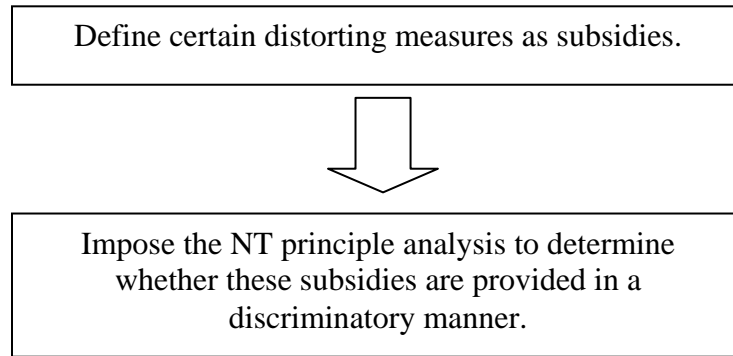 Define certain distorting measures as subsidies.
Impose the NT principle analysis to determine
whether these subsidies are provided in a
discriminatory manner.